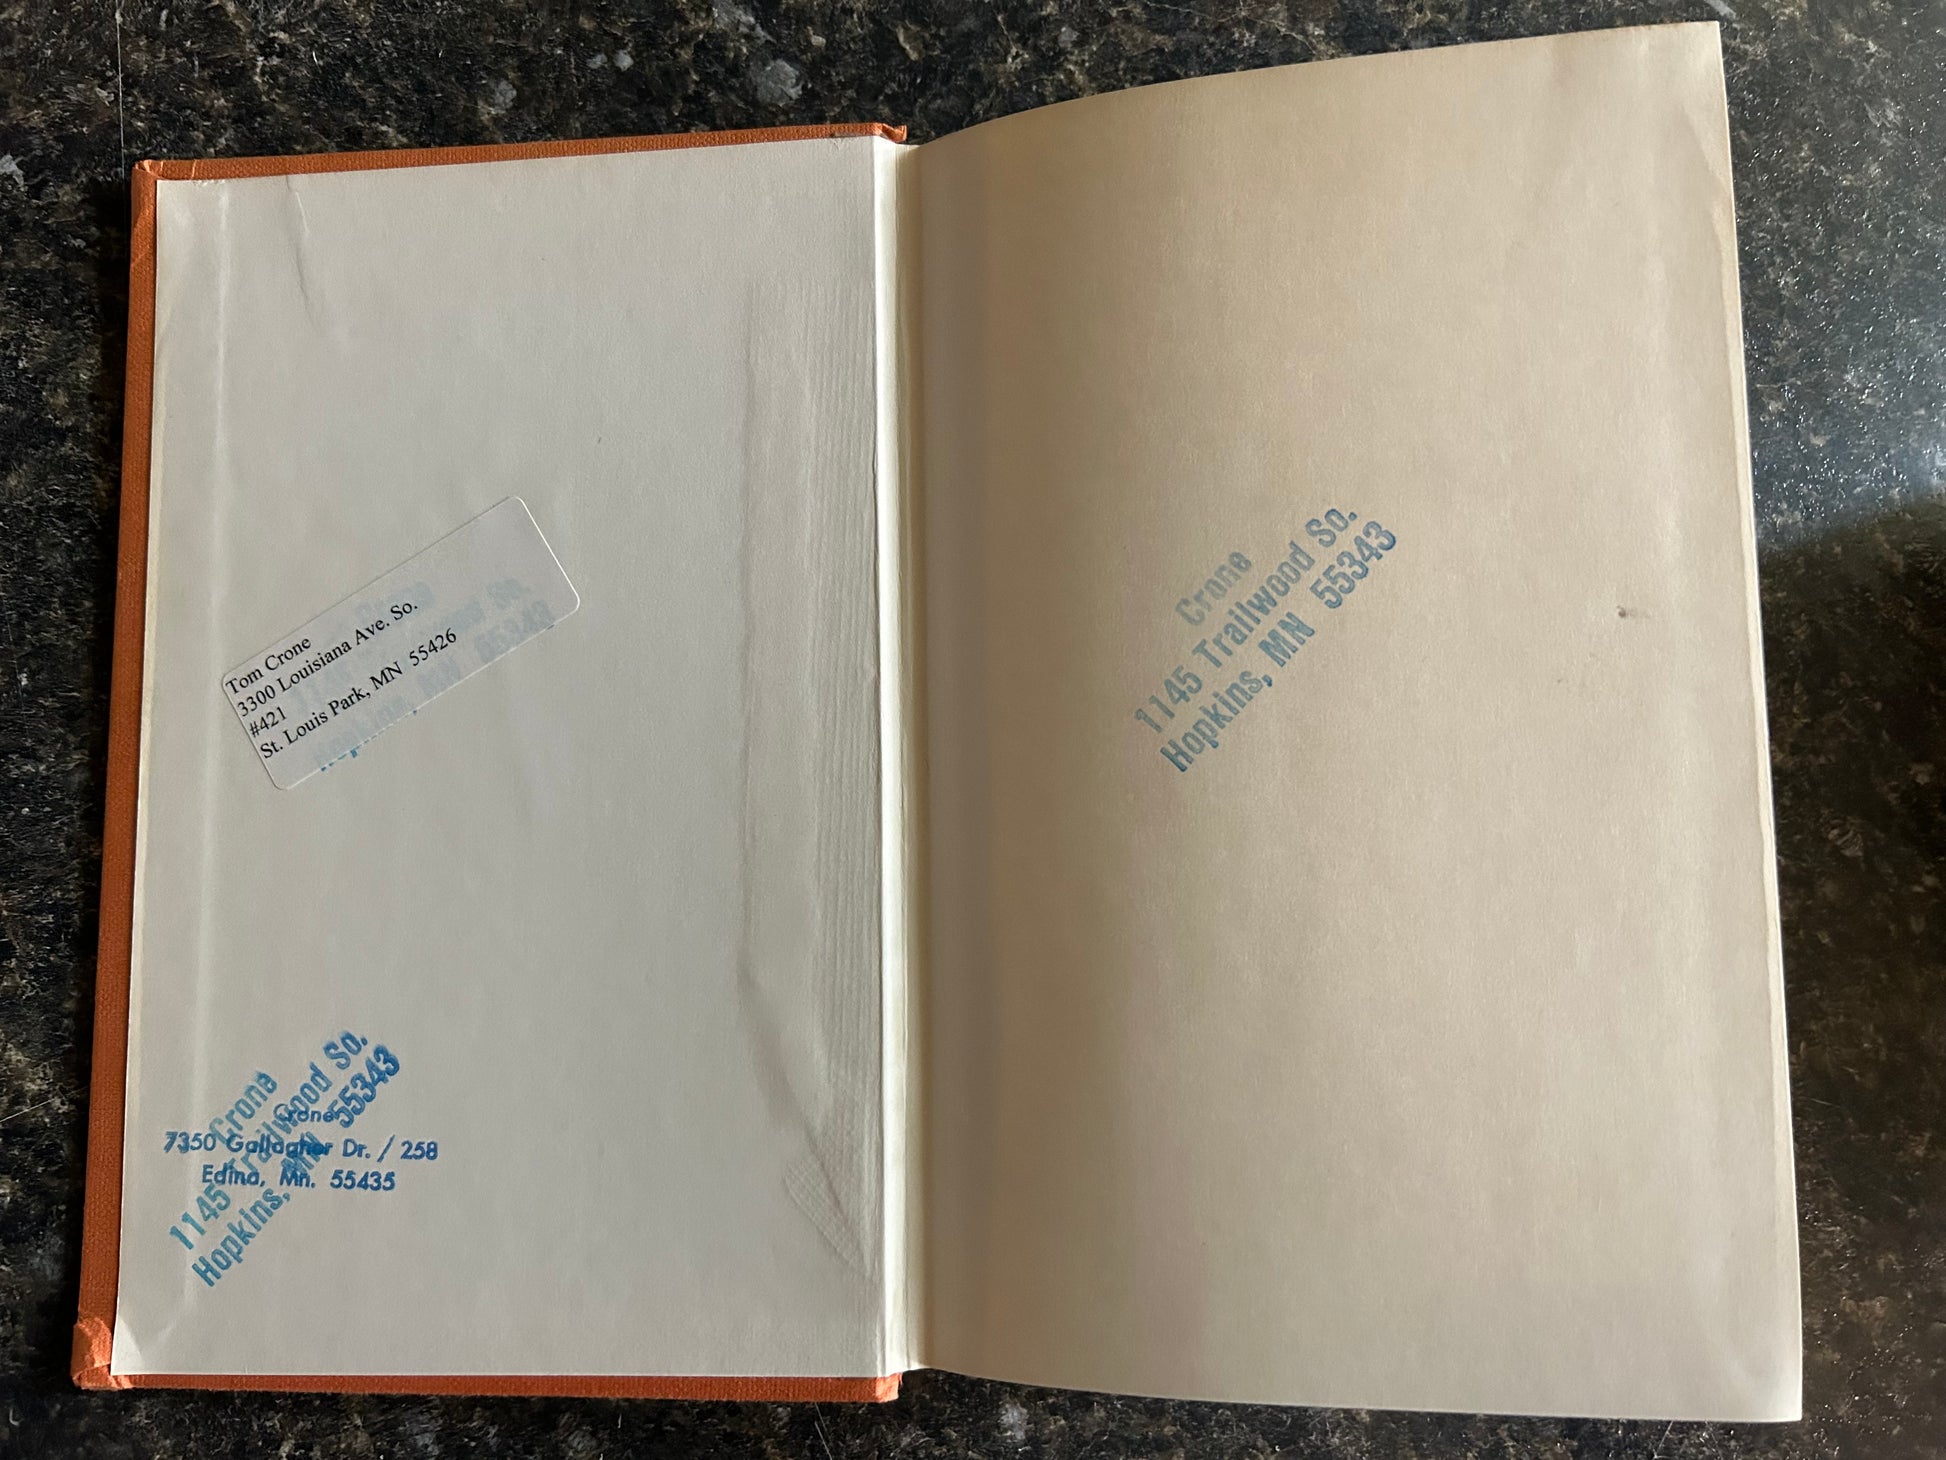 Tom Crone
3300 Louisiana Ave. So.
#421
St. Louis Park, MN 55426
Crone
1145 Trailwood So.
Hopkins, MN 55343
Crone
7350 Gallagher Dr. / 258
Edina, Mn. 55435
Crone
1145 Trailwood So.
Hopkins, MN 55343